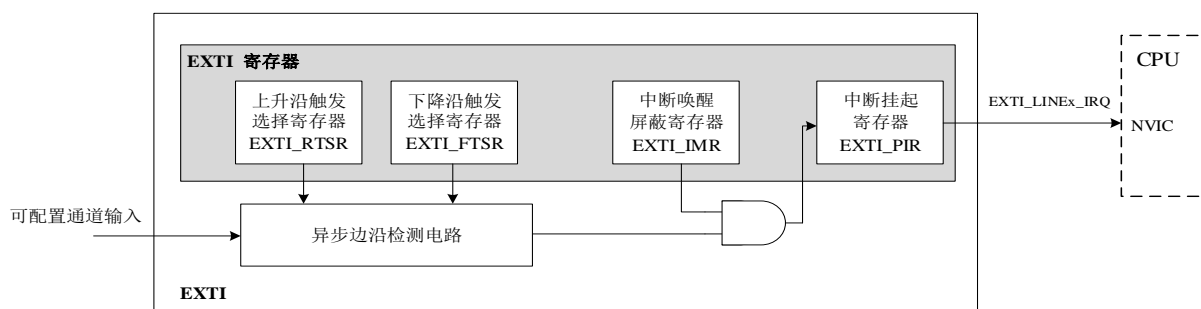 EXTI 寄存器
上升沿触发
选择寄存器
EXTI_RTSR
下降沿触发
选择寄存器
EXTI_FTSR
中断唤醒
屏蔽寄存器
EXTI_IMR
中断挂起
寄存器
EXTI_PIR
EXTI_LINEx_IRQ
CPU
NVIC
可配置通道输入
异步边沿检测电路
EXTI